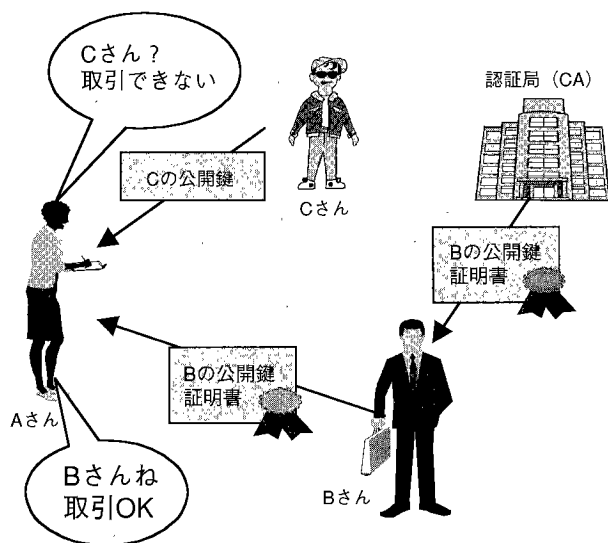 Cさん？
取引できない
認証局（CA）
Cの公開鍵
Cさん
Bの公開鍵
証明書
Bの公開鍵
証明書
Aさん
Bさんね
取引OK
Bさん